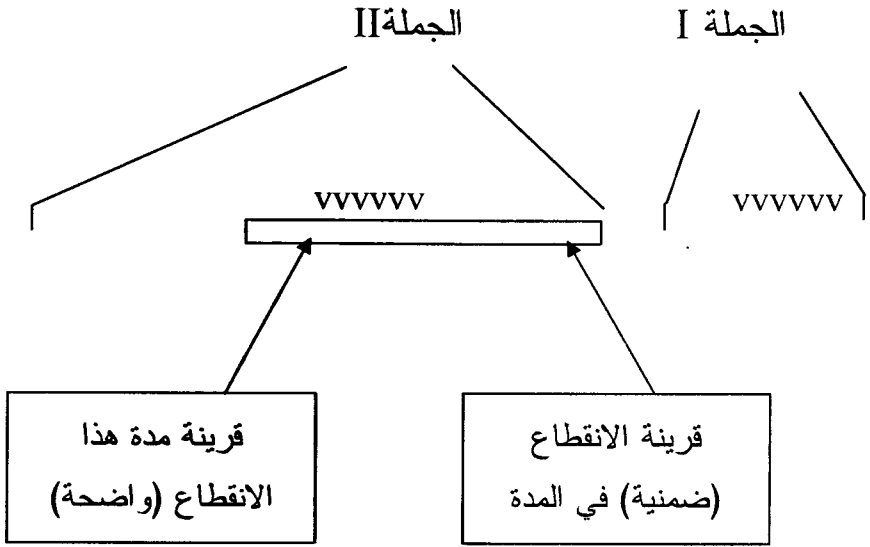 الجملة I
الجملة II
vvvvvv
vvvvvv
قرينة الانقطاع
(ضمنية) في المدة
قرينة مدة هذا
الانقطاع (واضحة)